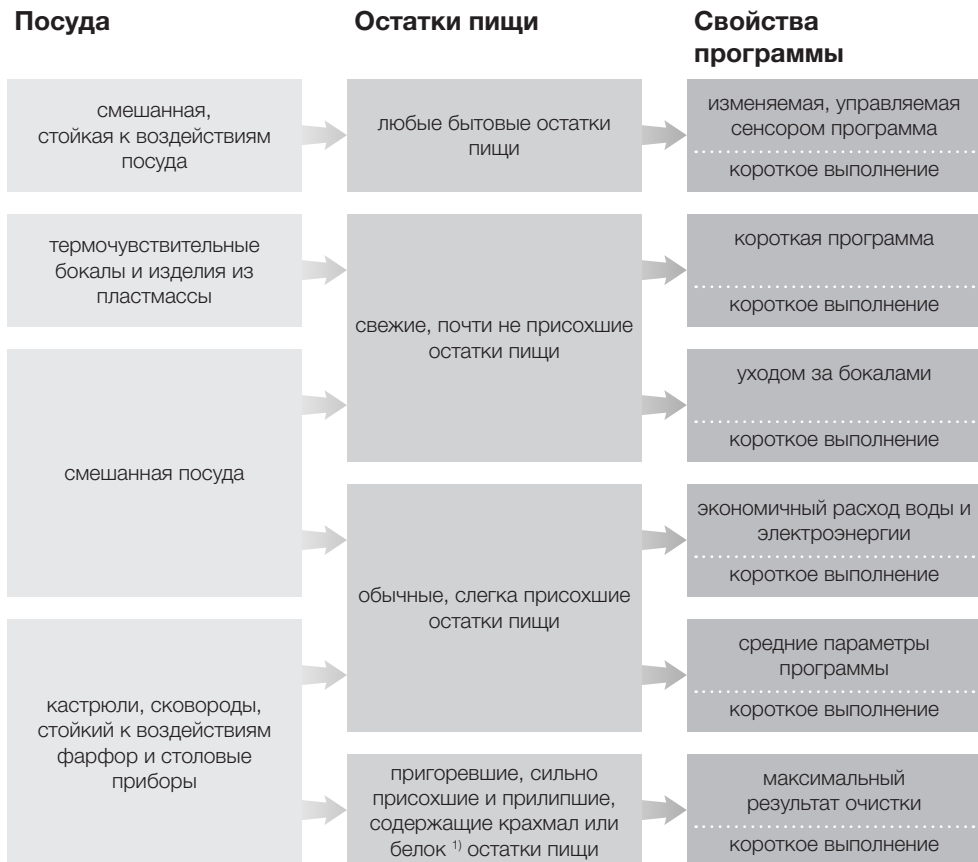 Посуда
Остатки пищи
Свойства
программы
смешанная,
стойкая к воздействиям
посуда
любые бытовые остатки
пищи
изменяемая, управляемая
сенсором программа
короткое выполнение
термочувствительные
бокалы и изделия из
пластмассы
свежие, почти не присохшие
остатки пищи
короткая программа
короткое выполнение
смешанная посуда
уходом за бокалами
короткое выполнение
обычные, слегка присохшие
остатки пищи
экономичный расход воды и
электроэнергии
короткое выполнение
кастрюли, сковороды,
стойкий к воздействиям
фарфор и столовые
приборы
средние параметры
программы
короткое выполнение
пригоревшие, сильно
присохшие и прилипшие,
содержащие крахмал или
белок 1) остатки пищи
максимальный
результат очистки
короткое выполнение